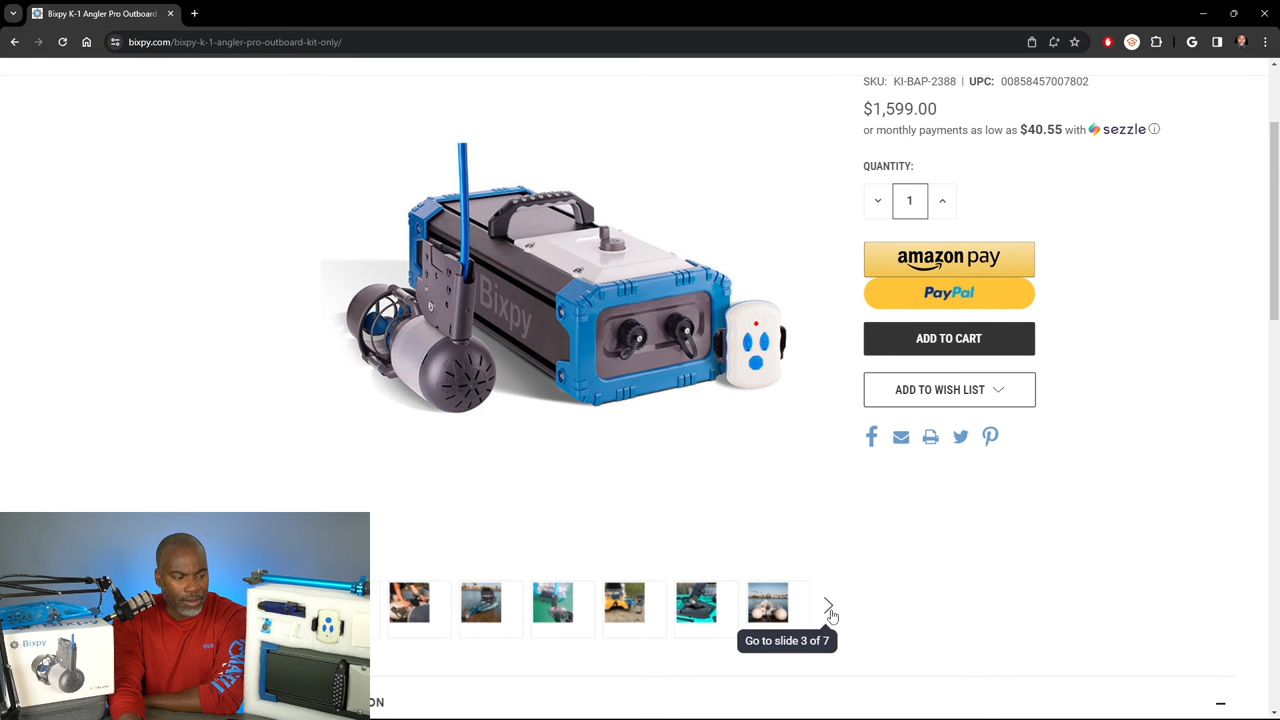 Bixpy K-1 Angler Pro Outboard
bixpy.com/bixpy-k-1-angler-pro-outboard-kit-only/
SKU: KI-BAP-2388 | UPC: 00858457007802
$1,599.00
or monthly payments as low as $40.55 with sezzle
QUANTITY:
1
amazon pay
PayPal
ADD TO CART
ADD TO WISH LIST
Bixpy
Go to slide 3 of 7
Bixpy
ON